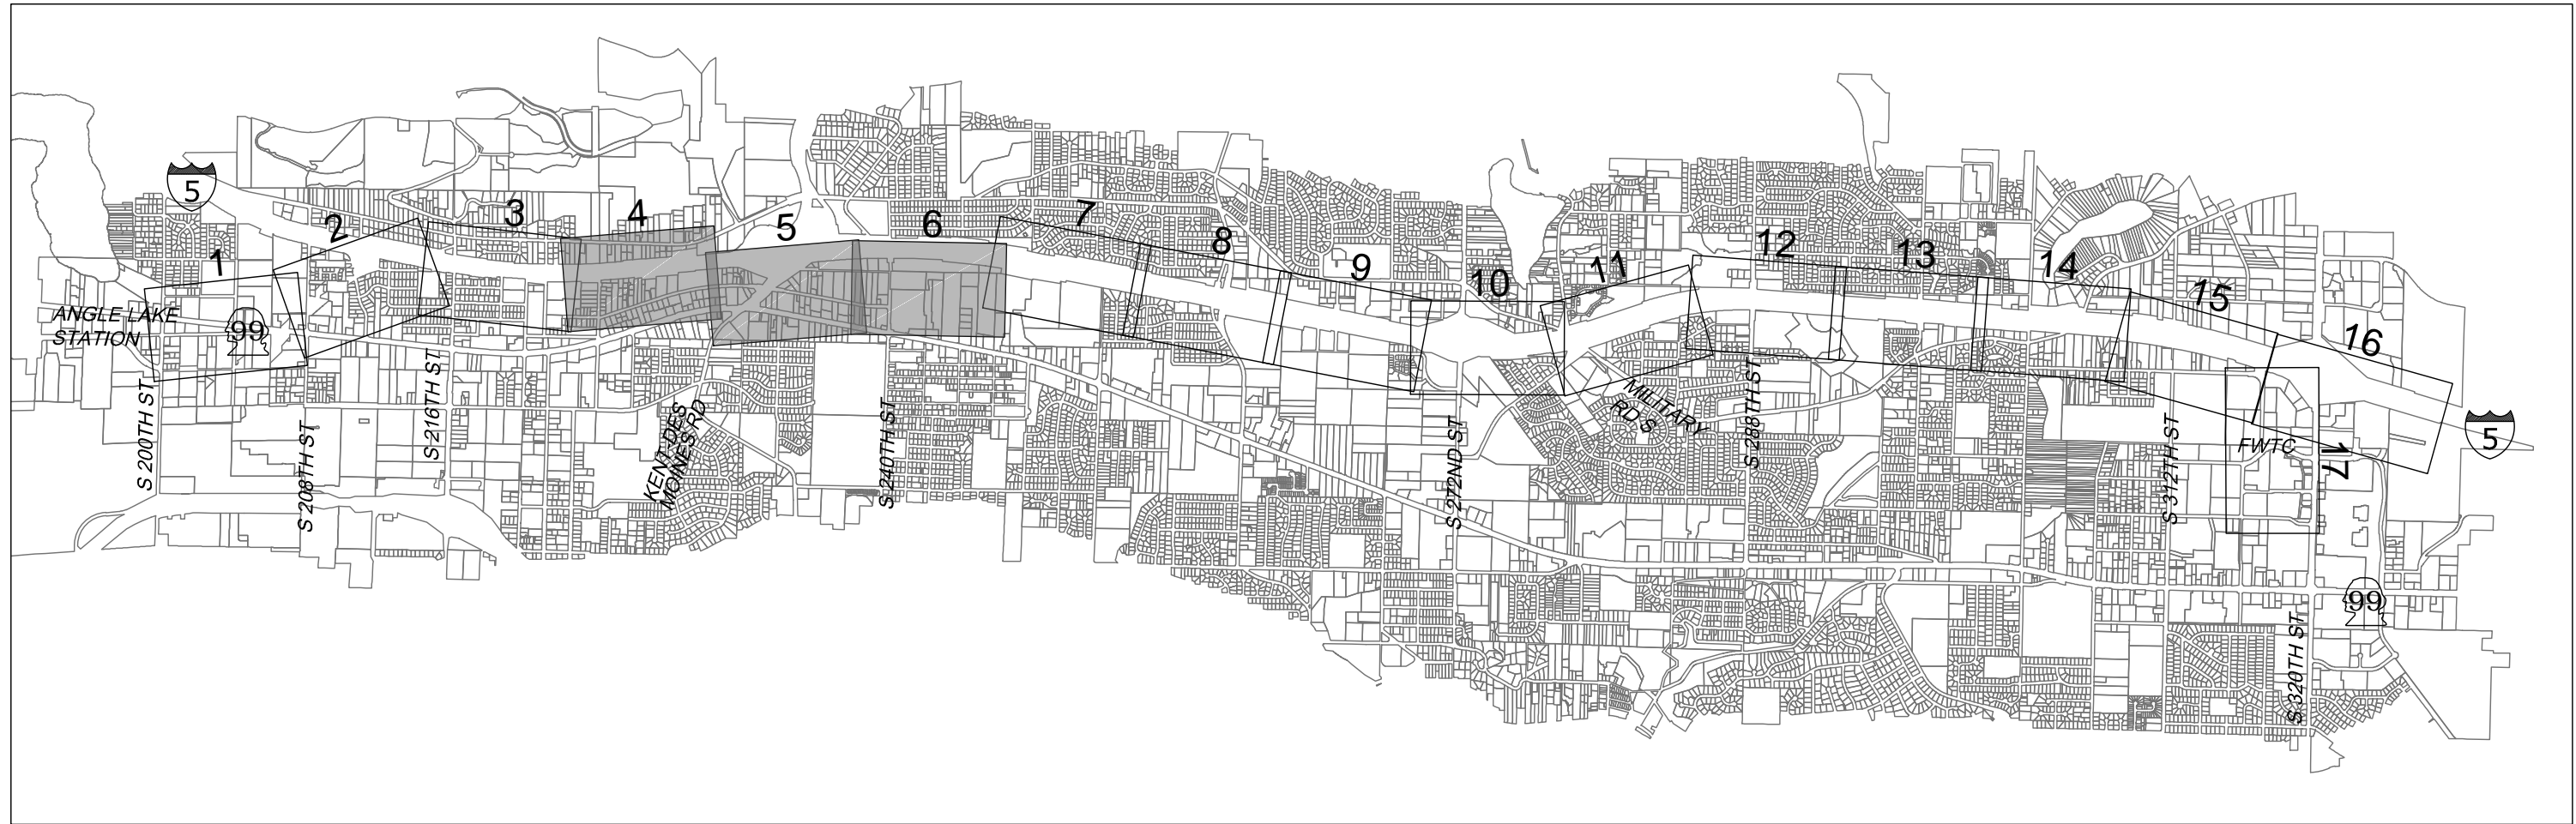 5
1
2
3
4
5
6
7
8
9
10
11
12
13
14
15
16
17
ANGLE LAKE
STATION
99
S 200TH ST
S 208TH ST
S 216TH ST
KENT-DES
MOINES RD
S 240TH ST
S 272ND ST
MILITARY
RD S
S 288TH ST
S 312TH ST
FWTC
5
99
S 320TH ST